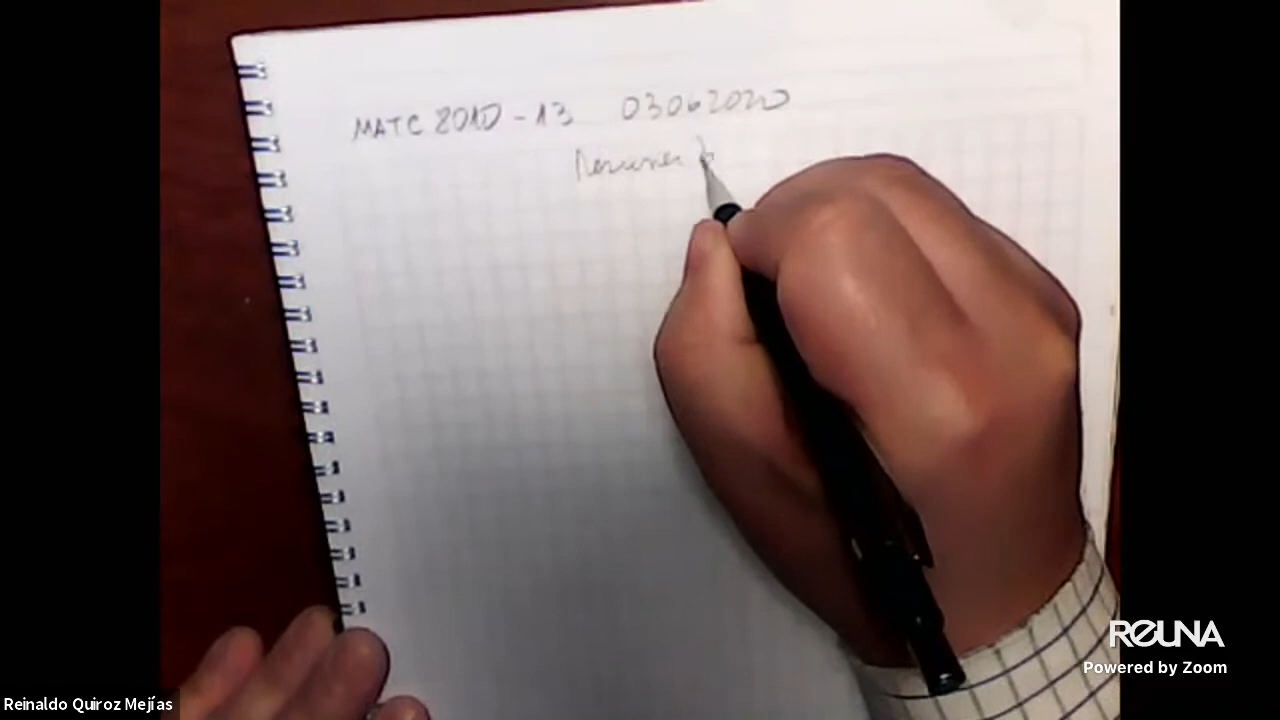 MATC 2010 - 13 03062020
Resumen
REUNA
Powered by Zoom
Reinaldo Quiroz Mejías